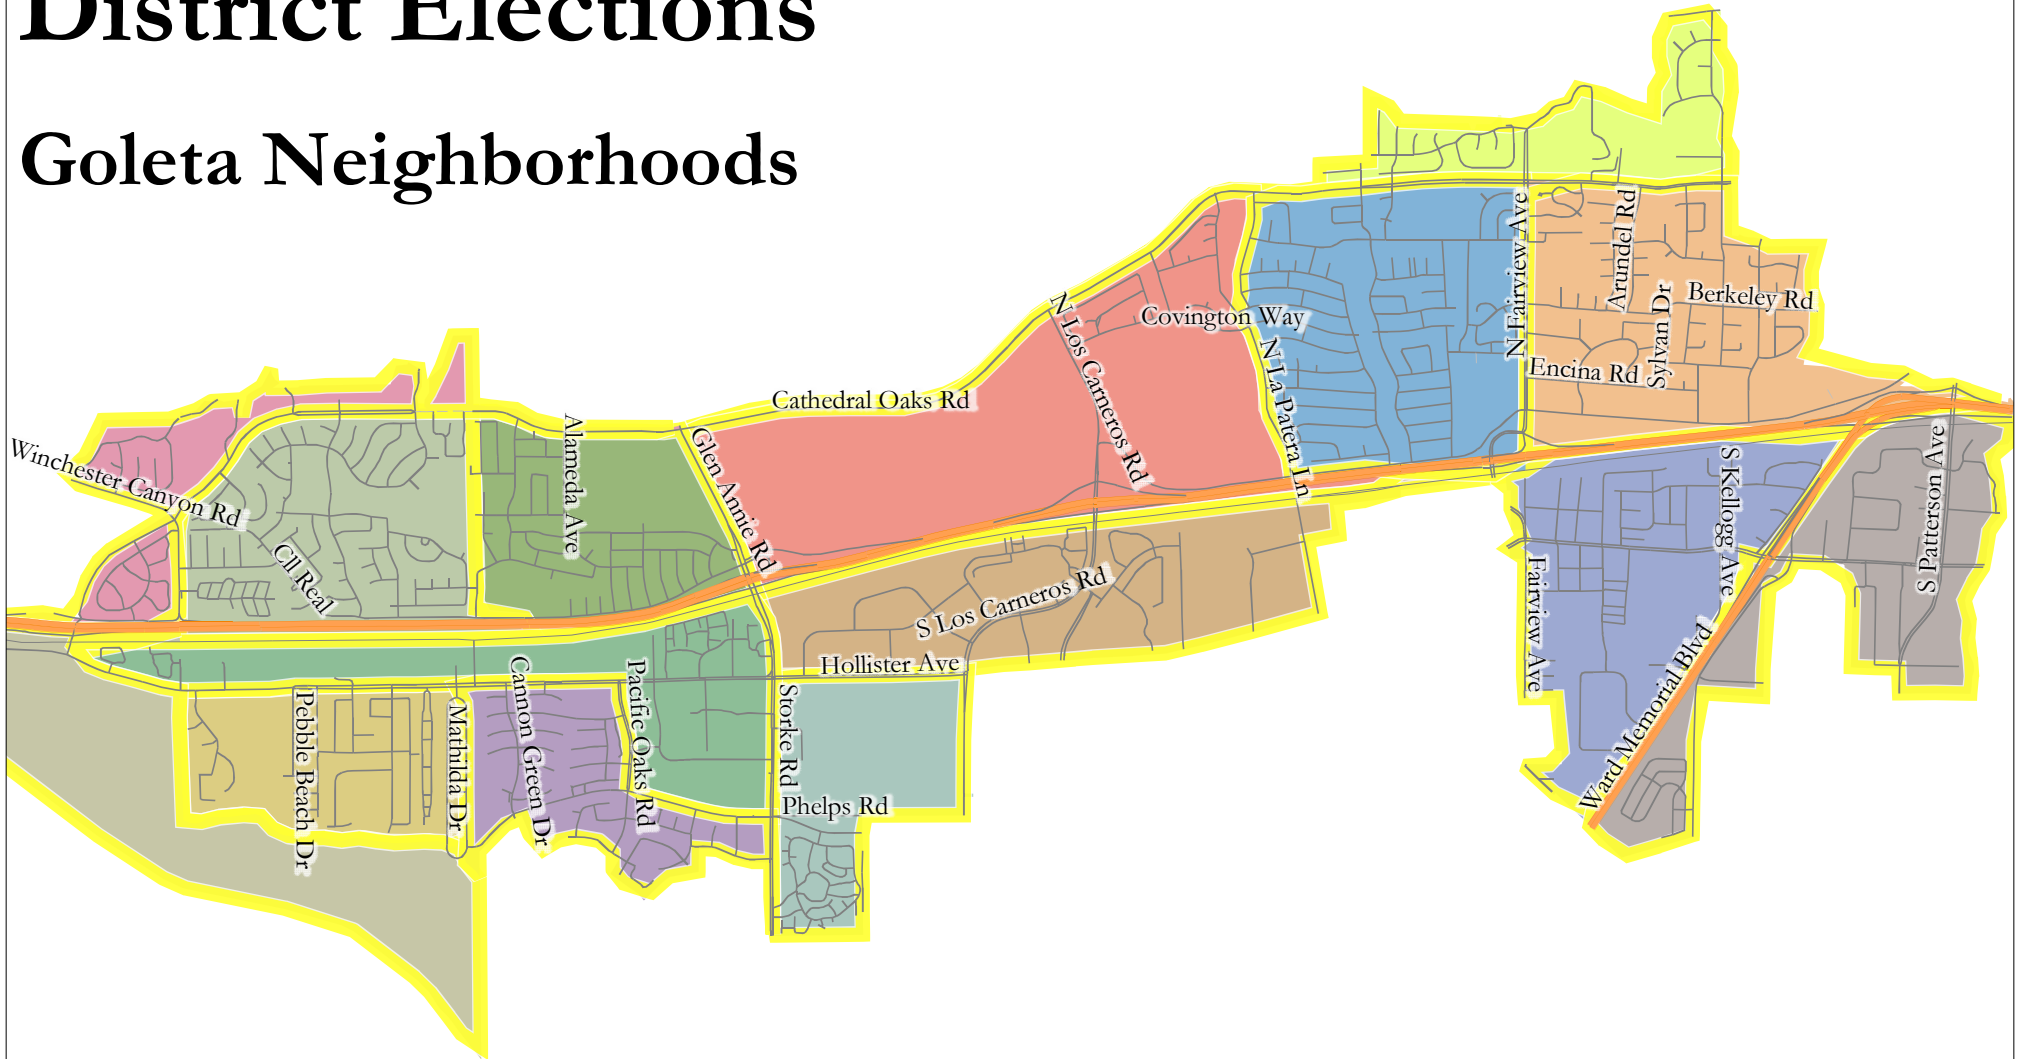 District Elections
Goleta Neighborhoods
Winchester Canyon Rd
Cll Real
Alameda Ave
Glen Annie Rd
Cathedral Oaks Rd
N Los Carneros Rd
Covington Way
N La Patera Ln
N Fairview Ave
Arundel Rd
Sylvan Dr
Berkeley Rd
Encina Rd
S Kellogg Ave
S Patterson Ave
Fairview Ave
Ward Memorial Blvd
S Los Carneros Rd
Hollister Ave
Pebble Beach Dr
Mathilda Dr
Cannon Green Dr
Pacific Oaks Rd
Storke Rd
Phelps Rd